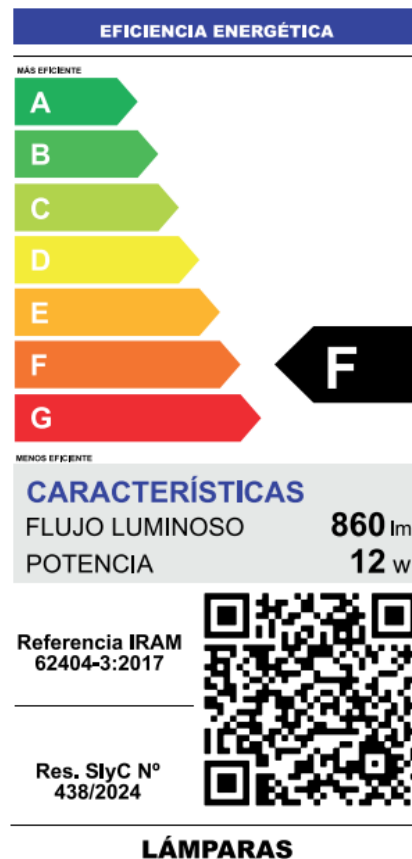 EFICIENCIA ENERGÉTICA
MÁS EFICIENTE
A
B
C
D
E
F
F
G
MENOS EFICIENTE
CARACTERÍSTICAS
FLUJO LUMINOSO 860 lm
POTENCIA 12 w
Referencia IRAM
62404-3:2017
Res. SIyC Nº
438/2024
LÁMPARAS